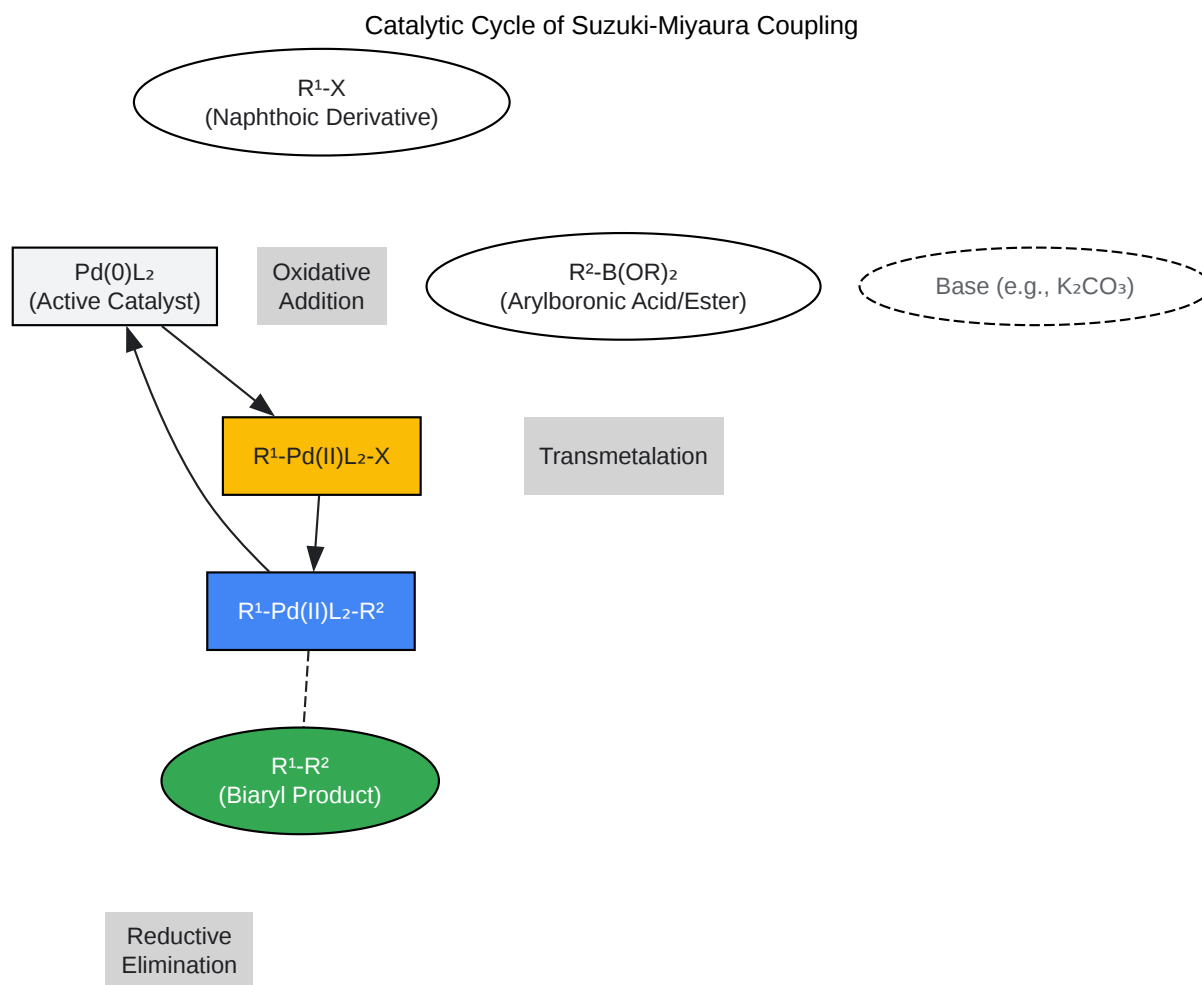 Catalytic Cycle of Suzuki-Miyaura Coupling
R¹-X
(Naphthoic Derivative)
Pd(0)L₂
(Active Catalyst)
Oxidative
Addition
R²-B(OR)₂
(Arylboronic Acid/Ester)
Base (e.g., K₂CO₃)
R¹-Pd(II)L₂-X
Transmetalation
R¹-Pd(II)L₂-R²
R¹-R²
(Biaryl Product)
Reductive
Elimination